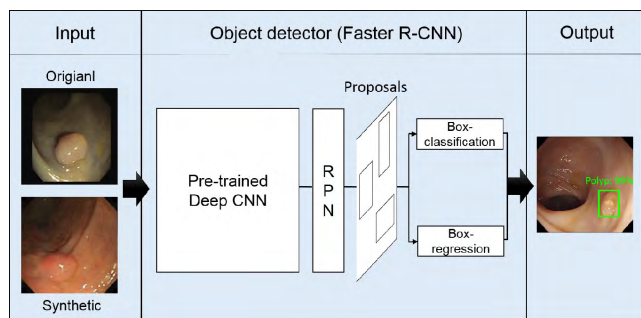 Input
Object detector (Faster R-CNN)
Output
Origianl
Synthetic
Pre-trained
Deep CNN
R
P
N
Proposals
Box-
classification
Box-
regression